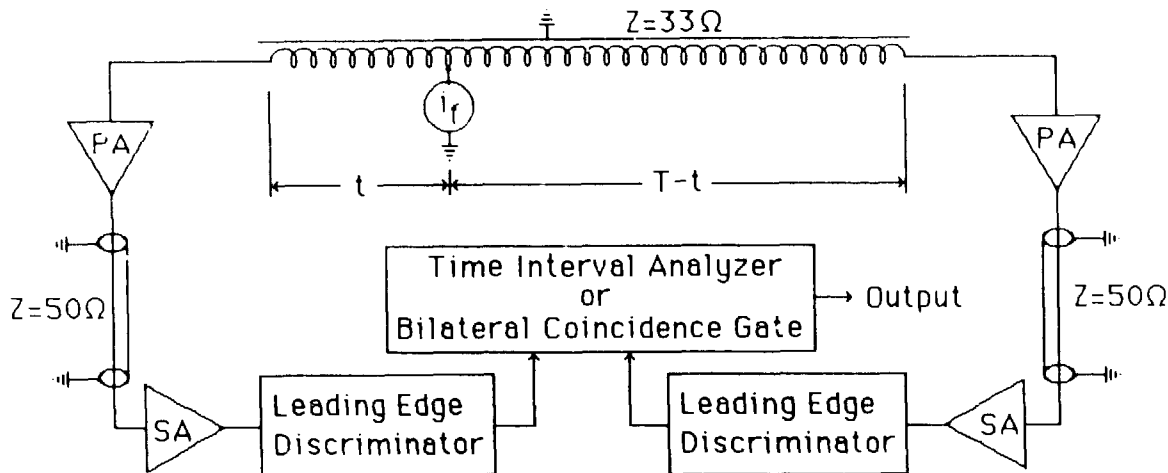 Z=33Ω
i_f
PA
PA
t
T-t
Z=50Ω
Time Interval Analyzer
or
Bilateral Coincidence Gate
Output
Z=50Ω
SA
Leading Edge
Discriminator
Leading Edge
Discriminator
SA